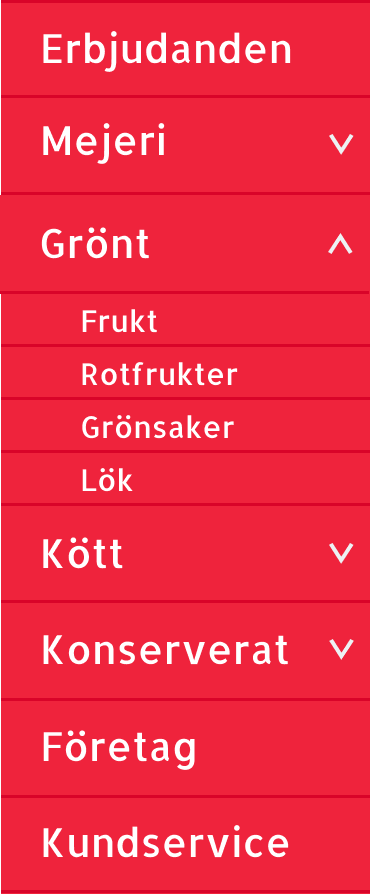 Erbjudanden
Mejeri
Grönt
Frukt
Rotfrukter
Grönsaker
Lök
Kött
Konserverat
Företag
Kundservice